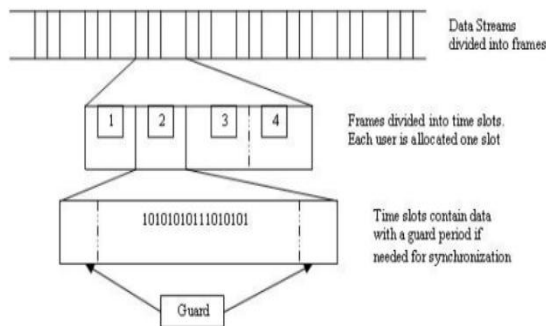 Data Streams
divided into frames
1 2 3 4
Frames divided into time slots.
Each user is allocated one slot
10101010111010101
Time slots contain data
with a guard period if
needed for synchronization
Guard